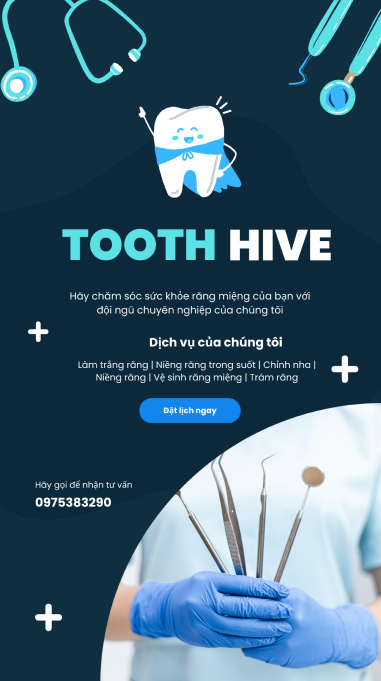 TOOTH HIVE
Hãy chăm sóc sức khỏe răng miệng của bạn với
đội ngũ chuyên nghiệp của chúng tôi
Dịch vụ của chúng tôi
Làm trắng răng | Niềng răng trong suốt | Chỉnh nha |
Niềng răng | Vệ sinh răng miệng | Trám răng
Đặt lịch ngay
Hãy gọi để nhận tư vấn
0975383290